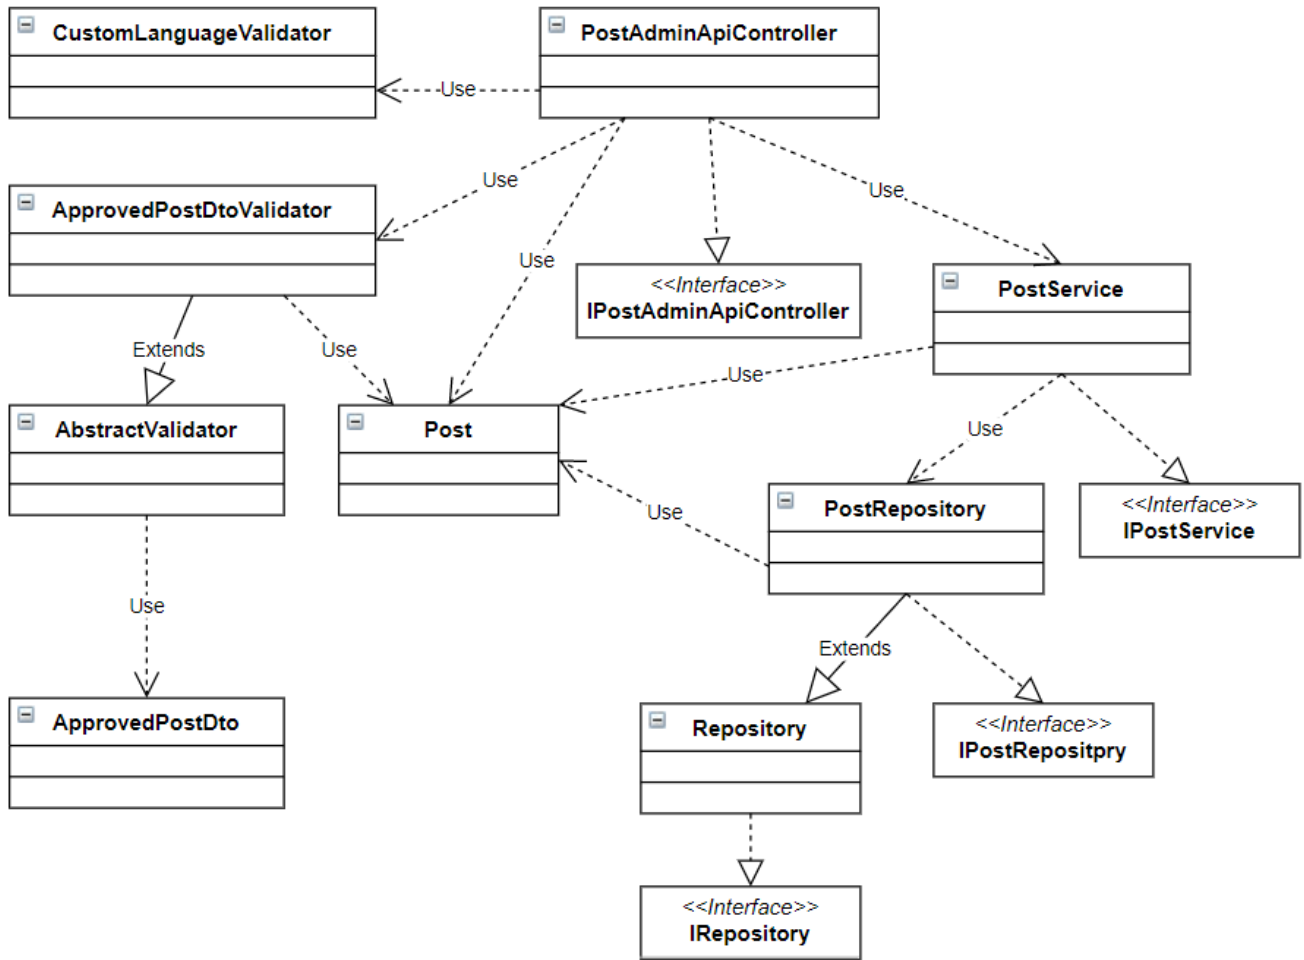 CustomLanguageValidator
PostAdminApiController
Use
ApprovedPostDtoValidator
Use
Use
Use
<<Interface>>
IPostAdminApiController
PostService
Extends
Use
Use
AbstractValidator
Post
Use
PostRepository
<<Interface>>
IPostService
Use
Use
Extends
ApprovedPostDto
Repository
<<Interface>>
IPostRepositpry
<<Interface>>
IRepository